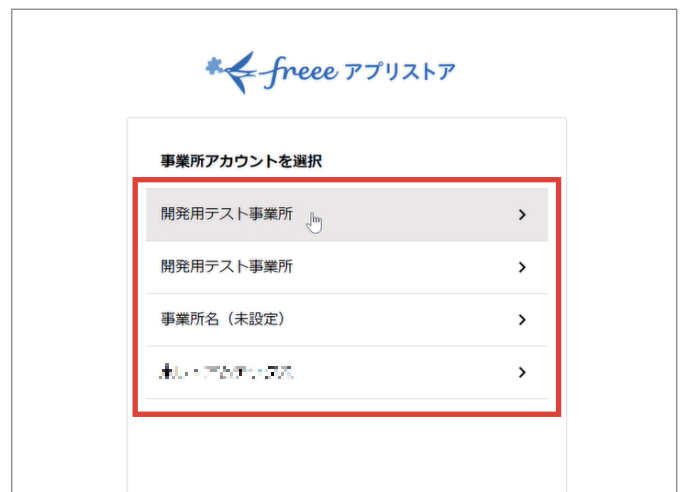 freee アプリストア
事業所アカウントを選択
開発用テスト事業所
開発用テスト事業所
事業所名（未設定）